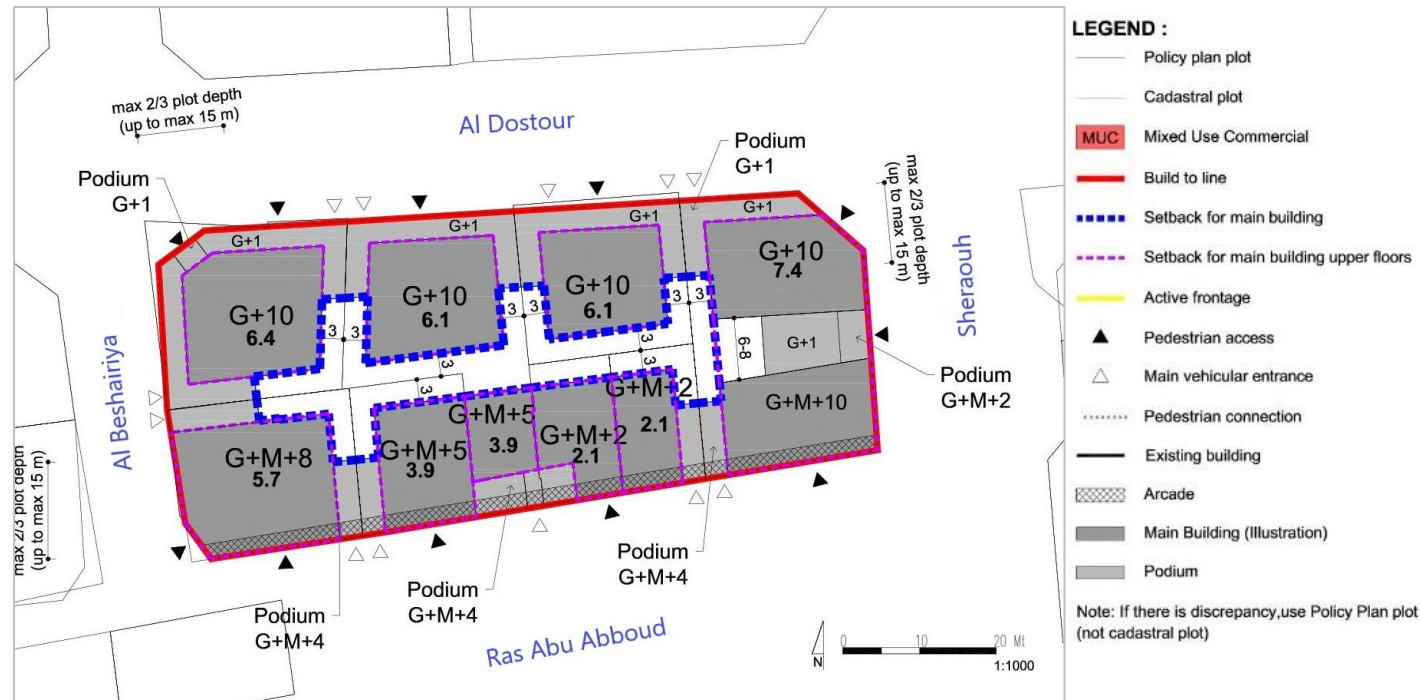 max 2/3 plot depth
(up to max 15 m)
Al Dostour
Podium
G+1
Podium
G+1
max 2/3 plot depth
(up to max 15 m)
G+1
G+1
G+1
G+1
G+10
7.4
G+10
6.4
G+10
6.1
G+10
6.1
3
3
3
3
3
3
3
3
3
3
6-8
G+1
Sheraouh
Al Beshairiya
Podium
G+M+2
G+M+8
5.7
G+M+5
3.9
G+M+5
3.9
G+M+2
2.1
G+M+2
2.1
G+M+10
max 2/3 plot depth
(up to max 15 m)
Podium
G+M+4
Podium
G+M+4
Podium
G+M+4
Ras Abu Abboud
N
0 10 20 Mt
1:1000
LEGEND :
Policy plan plot
Cadastral plot
MUC Mixed Use Commercial
Build to line
Setback for main building
Setback for main building upper floors
Active frontage
Pedestrian access
Main vehicular entrance
Pedestrian connection
Existing building
Arcade
Main Building (Illustration)
Podium
Note: If there is discrepancy,use Policy Plan plot
(not cadastral plot)